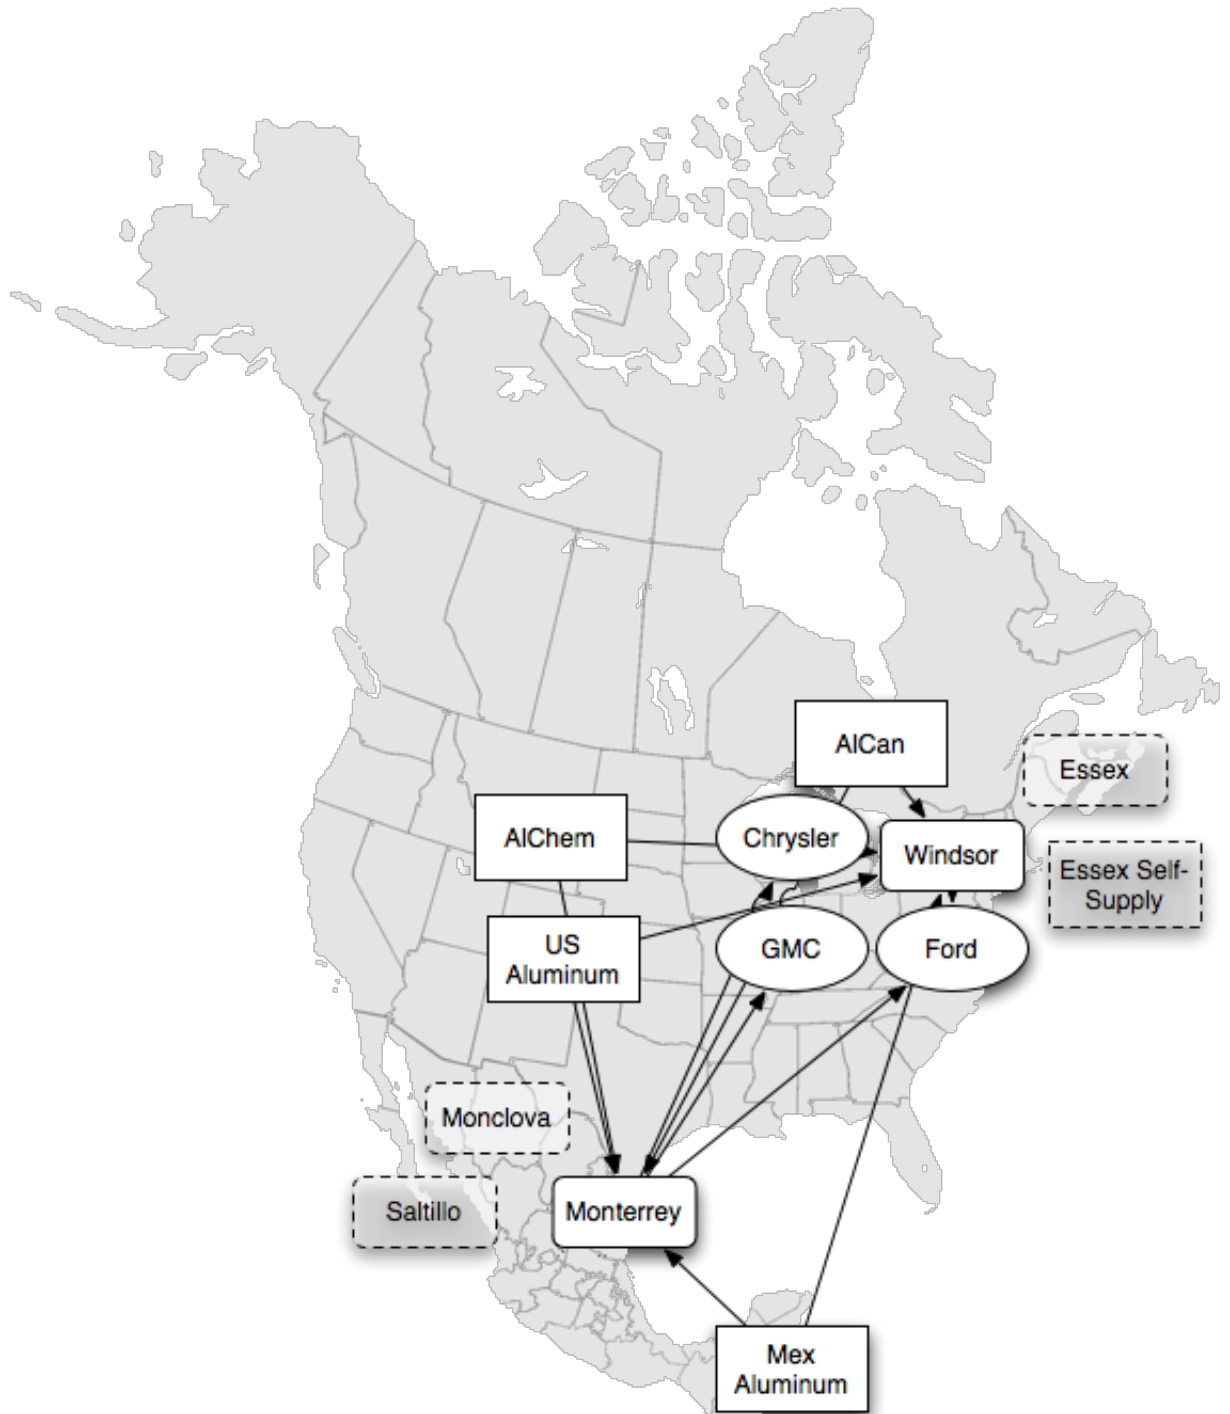 AlCan
Essex
AlChem
Chrysler
Windsor
Essex Self-
Supply
US
Aluminum
GMC
Ford
Monclova
Saltillo
Monterrey
Mex
Aluminum